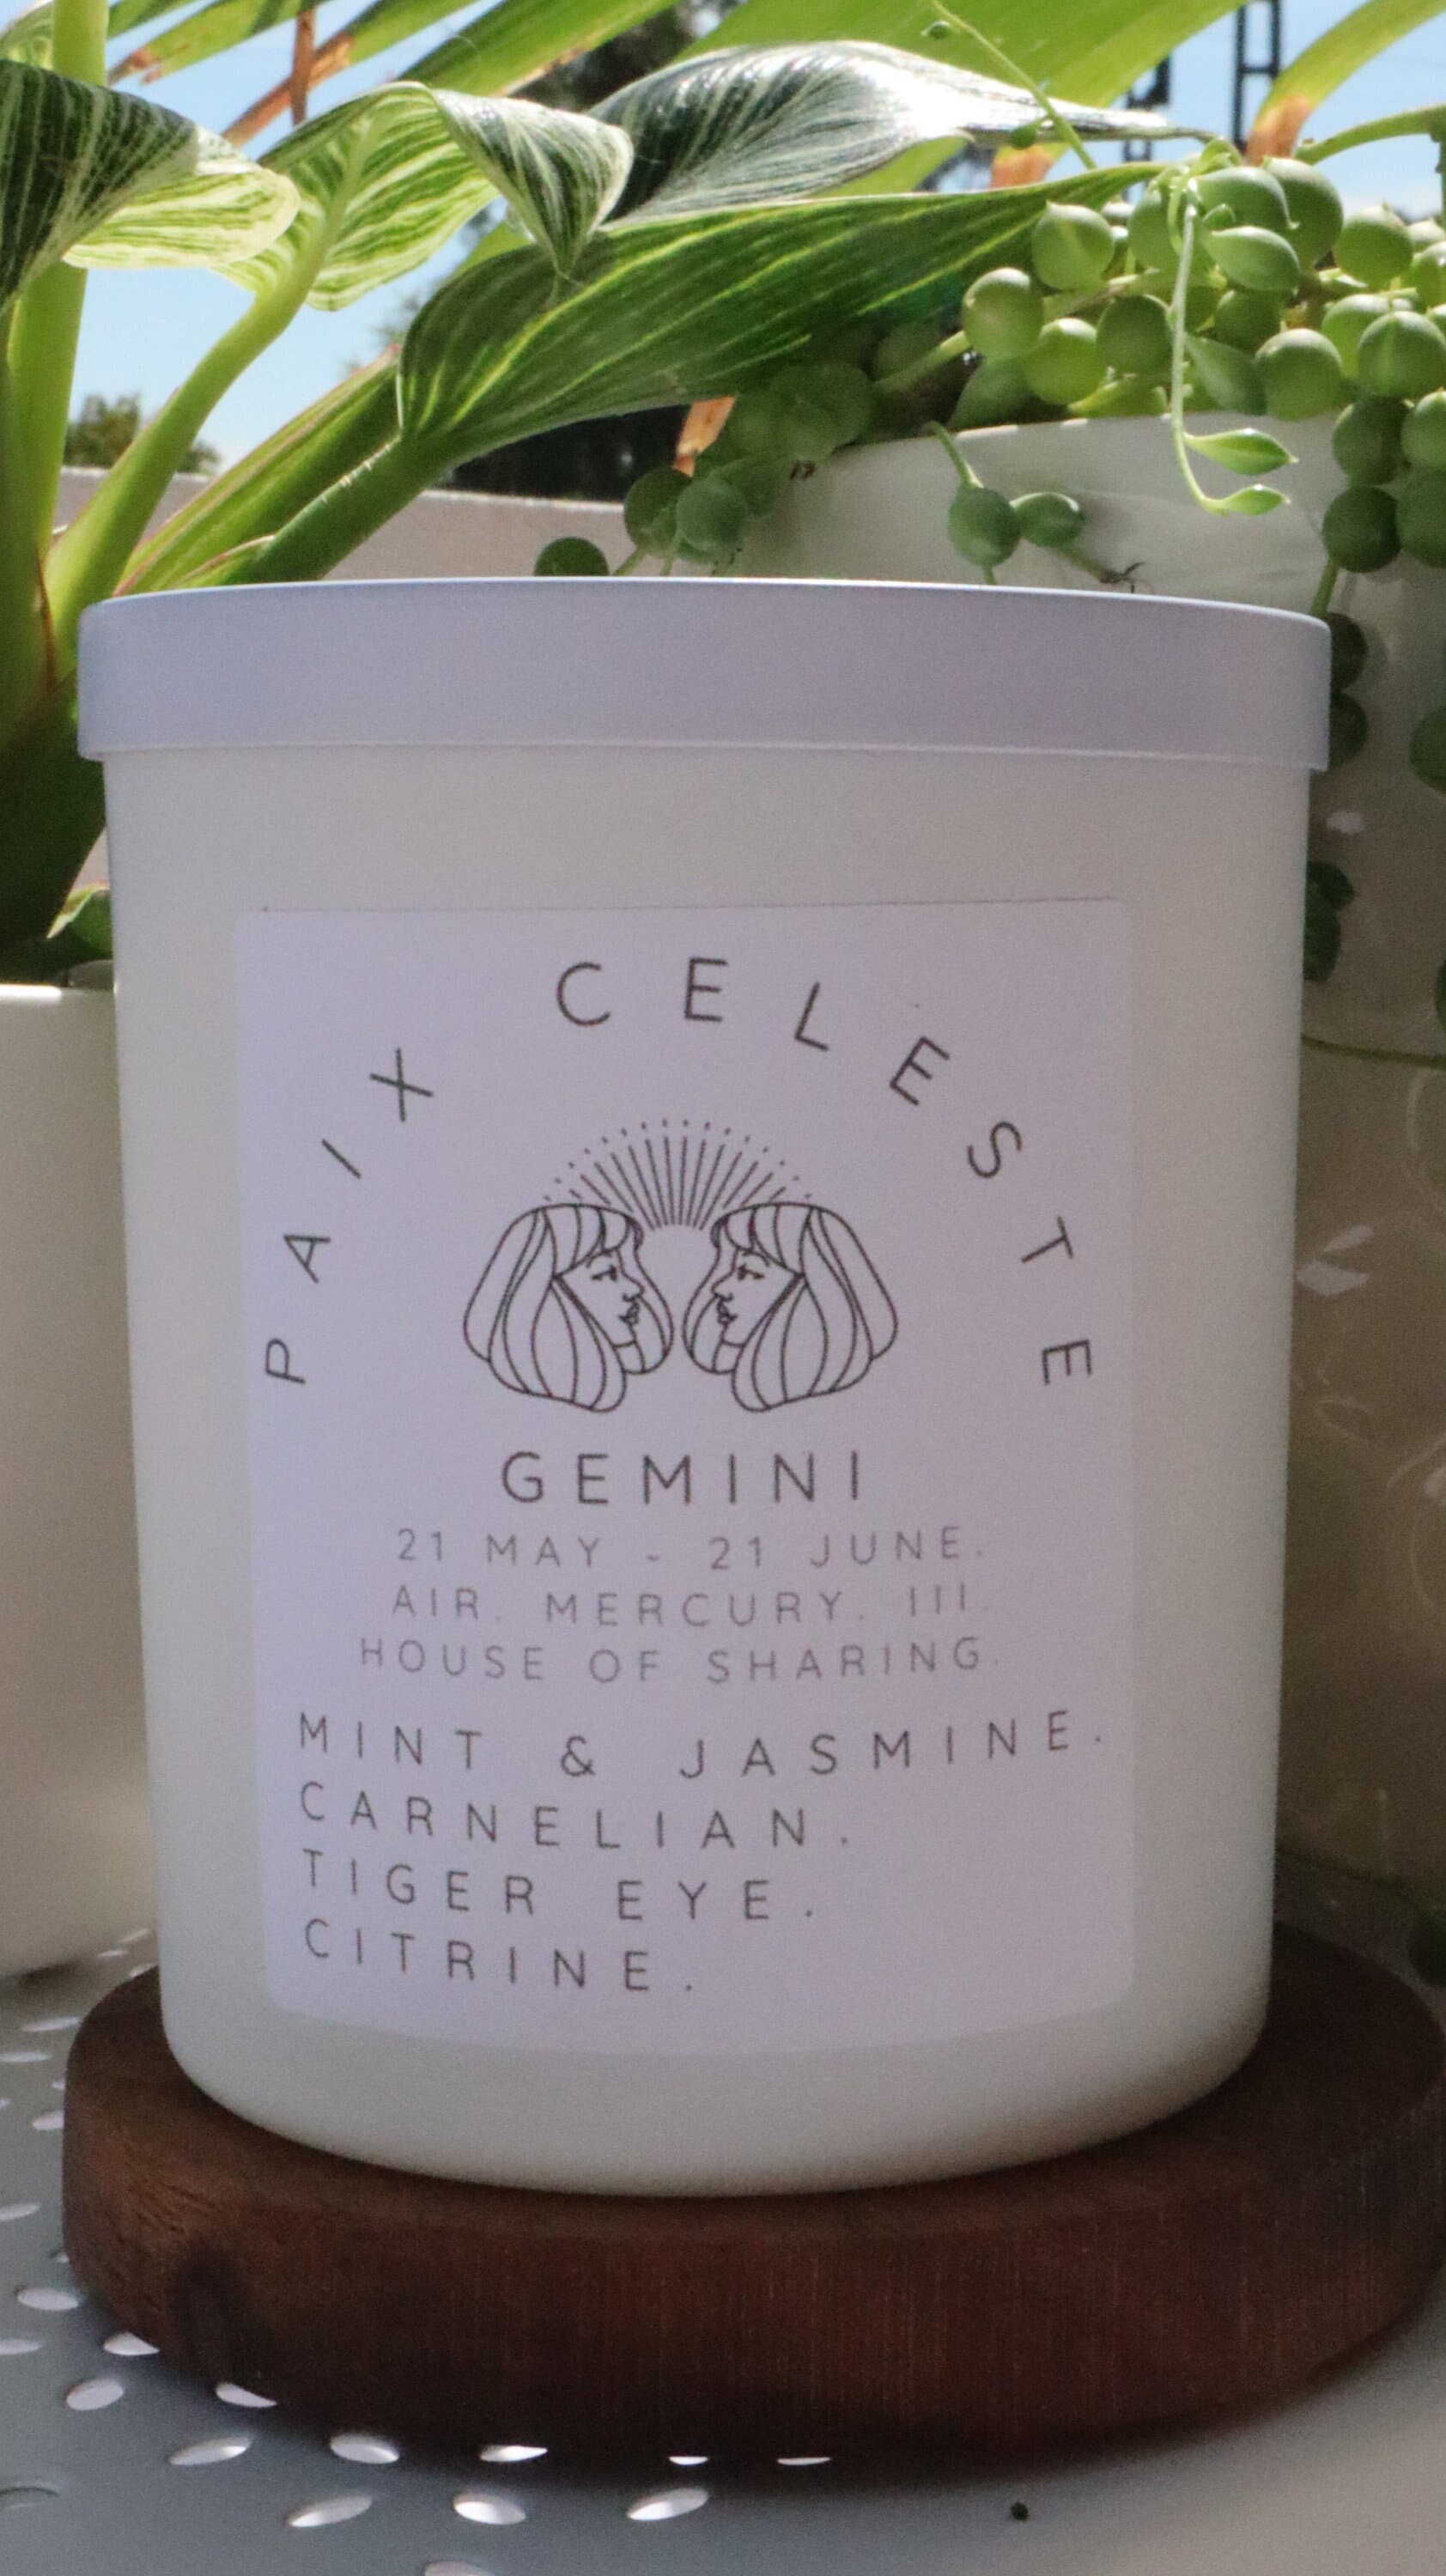 PAIX CELESTE
GEMINI
21 MAY - 21 JUNE.
AIR. MERCURY. III.
HOUSE OF SHARING.
MINT & JASMINE.
CARNELIAN.
TIGER EYE.
CITRINE.